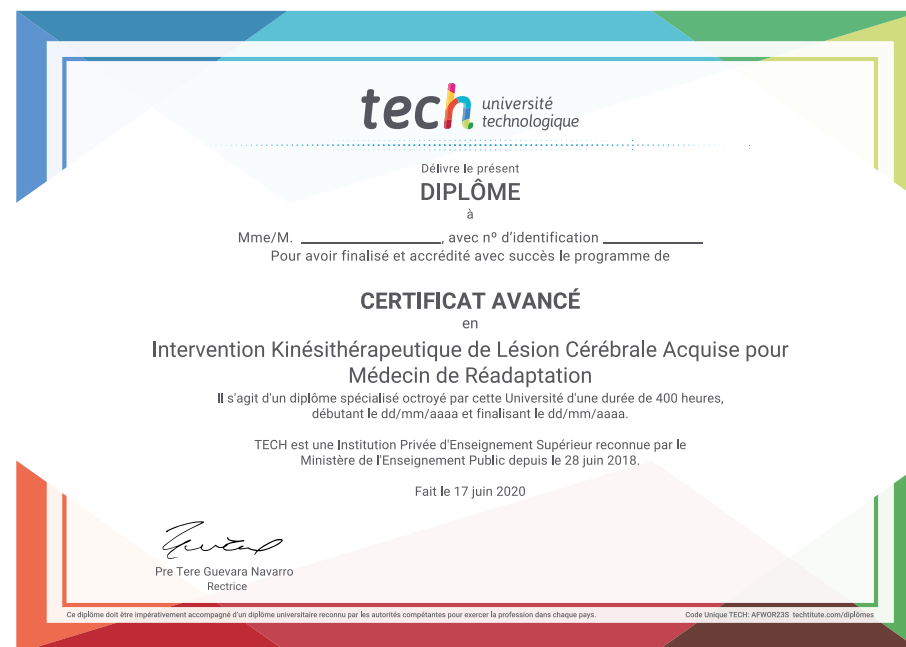 tech université
technologique
Délivre le présent
DIPLÔME
à
Mme/M. ____________, avec nº d'identification ____________
Pour avoir finalisé et accrédité avec succès le programme de
CERTIFICAT AVANCÉ
en
Intervention Kinésithérapeutique de Lésion Cérébrale Acquise pour
Médecin de Réadaptation
Il s'agit d'un diplôme spécialisé octroyé par cette Université d'une durée de 400 heures,
débutant le dd/mm/aaaa et finalisant le dd/mm/aaaa.
TECH est une Institution Privée d'Enseignement Supérieur reconnue par le
Ministère de l'Enseignement Public depuis le 28 juin 2018.
Fait le 17 juin 2020
Pre Tere Guevara Navarro
Rectrice
Ce diplôme doit être impérativement accompagné d'un diplôme universitaire reconnu par les autorités compétentes pour exercer la profession dans chaque pays.
Code Unique TECH: AFWOR23S techtitute.com/diplômes